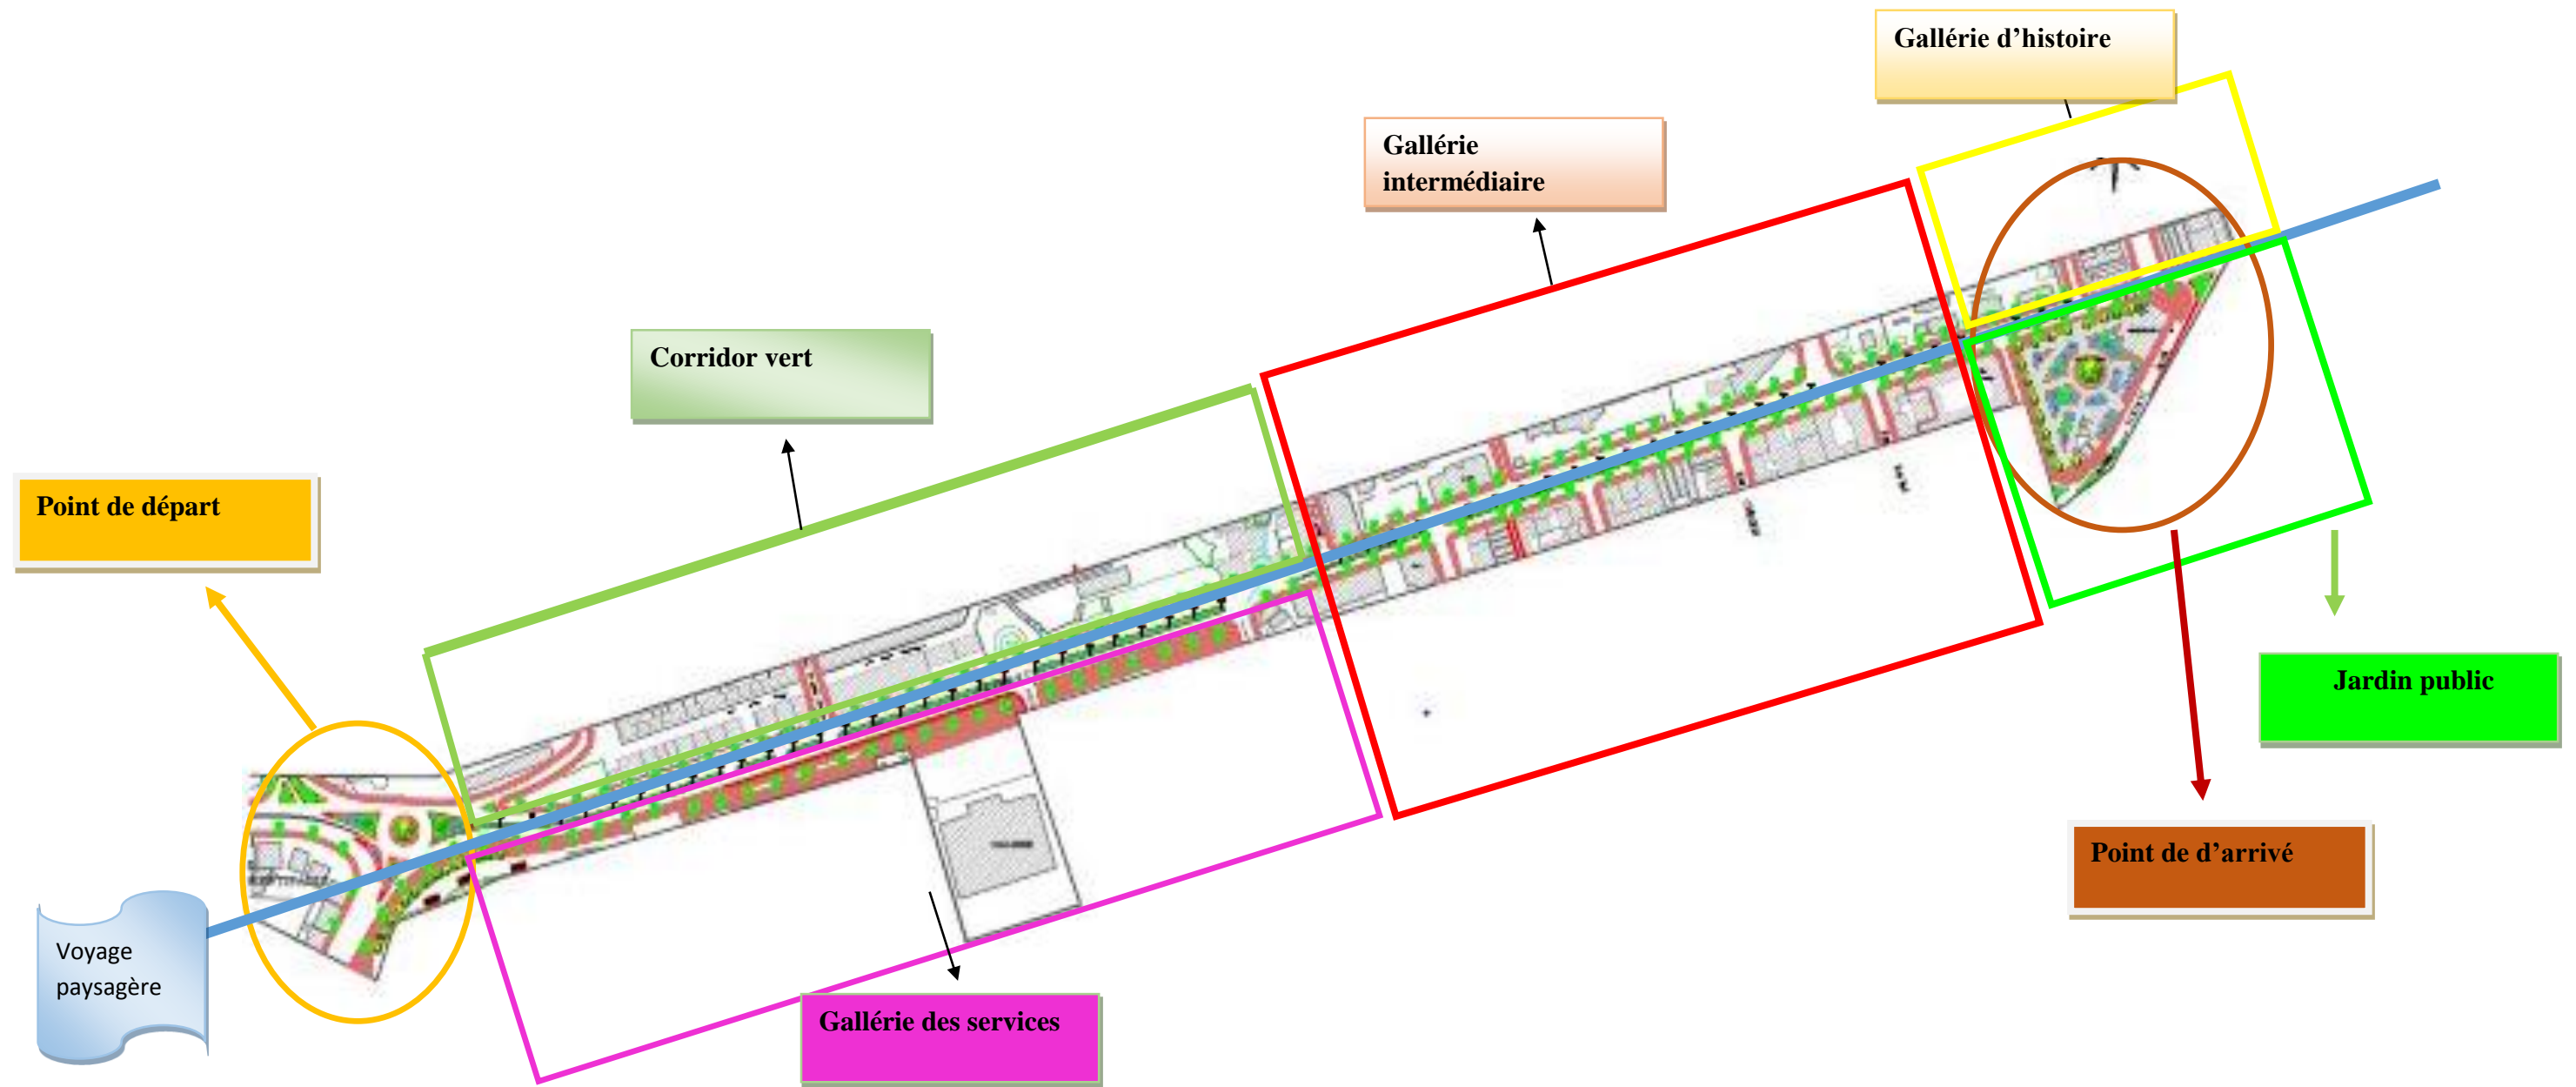 Gallérie d’histoire
Gallérie
intermédiaire
Corridor vert
Point de départ
Jardin public
Point de d’arrivé
Voyage
paysagère
Gallérie des services